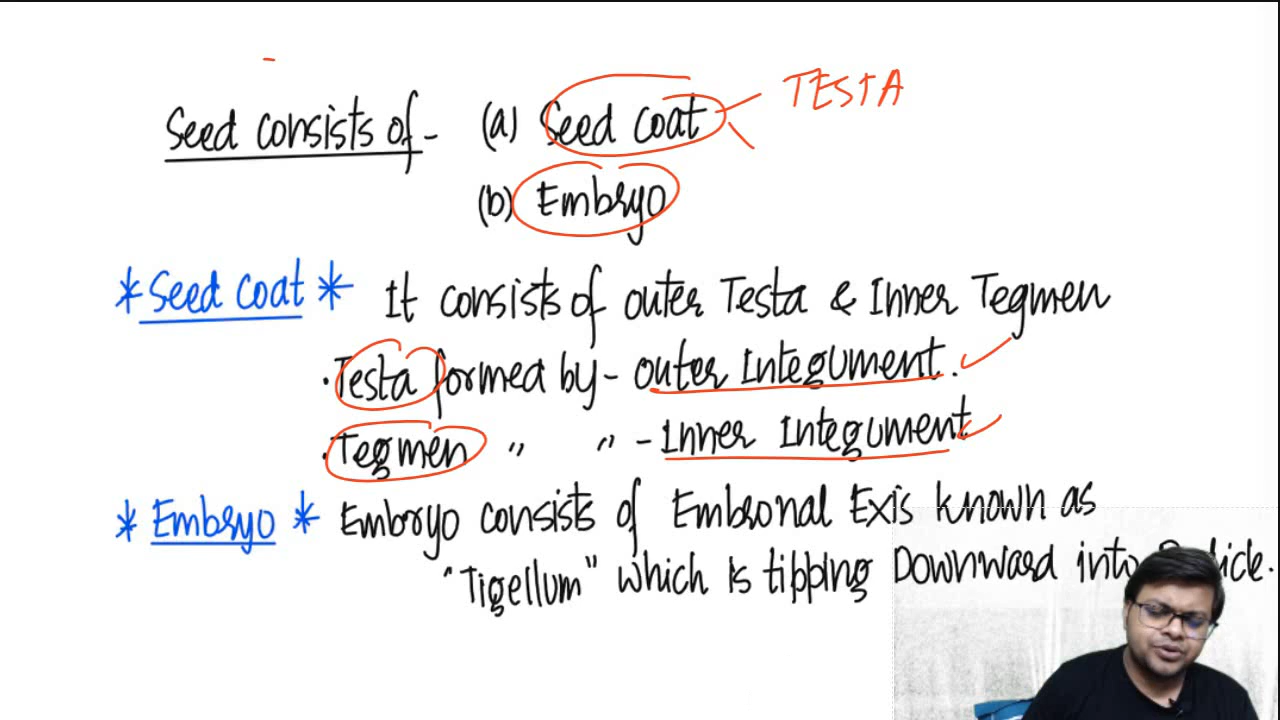 Seed consists of - (a) Seed coat TESTA
(b) Embryo
*Seed coat* It consists of outer Testa & Inner Tegmen
·Testa formed by - outer Integument.
·Tegmen " " - Inner Integument
*Embryo* Embryo consists of Embronal Exis known as
"Tigellum" which is tipping Downward into